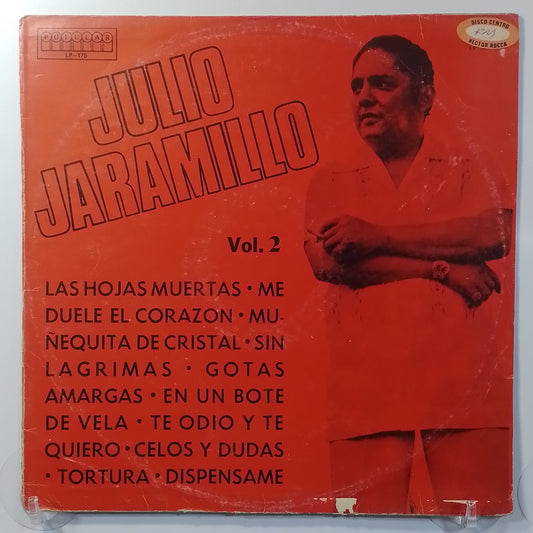 POPULAR
LP-175
DISCO CENTRO
HECTOR ROCCA
JULIO
JARAMILLO
Vol. 2
LAS HOJAS MUERTAS • ME
DUELE EL CORAZON • MU-
ÑEQUITA DE CRISTAL • SIN
LAGRIMAS • GOTAS
AMARGAS • EN UN BOTE
DE VELA • TE ODIO Y TE
QUIERO • CELOS Y DUDAS
• TORTURA • DISPENSAME